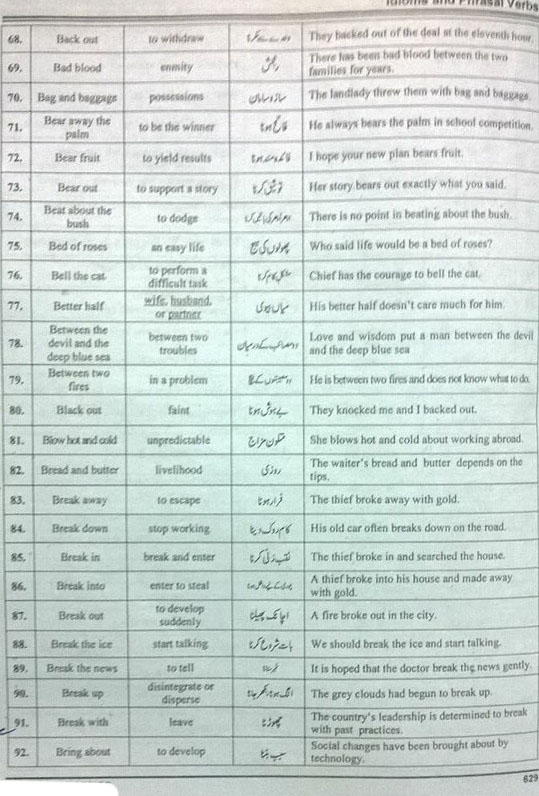 Idioms and Phrasal Verbs
68. Back out to withdraw They backed out of the deal at the eleventh hour.
69. Bad blood enmity رنجش There has been bad blood between the two
families for years.
70. Bag and baggage possessions ساز و سامان The landlady threw them with bag and baggage.
71. Bear away the
palm to be the winner فاتح ہونا He always bears the palm in school competition.
72. Bear fruit to yield results فائدہ مند ہونا I hope your new plan bears fruit.
73. Bear out to support a story توثیق کرنا Her story bears out exactly what you said.
74. Beat about the
bush to dodge There is no point in beating about the bush.
75. Bed of roses an easy life پھولوں کی سیج Who said life would be a bed of roses?
76. Bell the cat. to perform a
difficult task مشکل کام کرنا Chief has the courage to bell the cat.
77. Better half wife, husband,
or partner میاں بیوی His better half doesn't care much for him.
78. Between the
devil and the
deep blue sea between two
troubles Love and wisdom put a man between the devil
and the deep blue sea
79. Between two
fires in a problem He is between two fires and does not know what to do.
80. Black out faint بے ہوش ہونا They knocked me and I backed out.
81. Blow hot and cold unpredictable متلون مزاج She blows hot and cold about working abroad.
82. Bread and butter livelihood روزی The waiter's bread and butter depends on the
tips.
83. Break away to escape فرار ہونا The thief broke away with gold.
84. Break down stop working کام روک دینا His old car often breaks down on the road.
85. Break in break and enter نقب زنی کرنا The thief broke in and searched the house.
86. Break into enter to steal A thief broke into his house and made away
with gold.
87. Break out to develop
suddenly اچانک پھیلنا A fire broke out in the city.
88. Break the ice start talking بات شروع کرنا We should break the ice and start talking.
89. Break the news to tell It is hoped that the doctor break the news gently.
90. Break up disintegrate or
disperse The grey clouds had begun to break up.
91. Break with leave چھوڑنا The country's leadership is determined to break
with past practices.
92. Bring about to develop سبب بننا Social changes have been brought about by
technology.
629